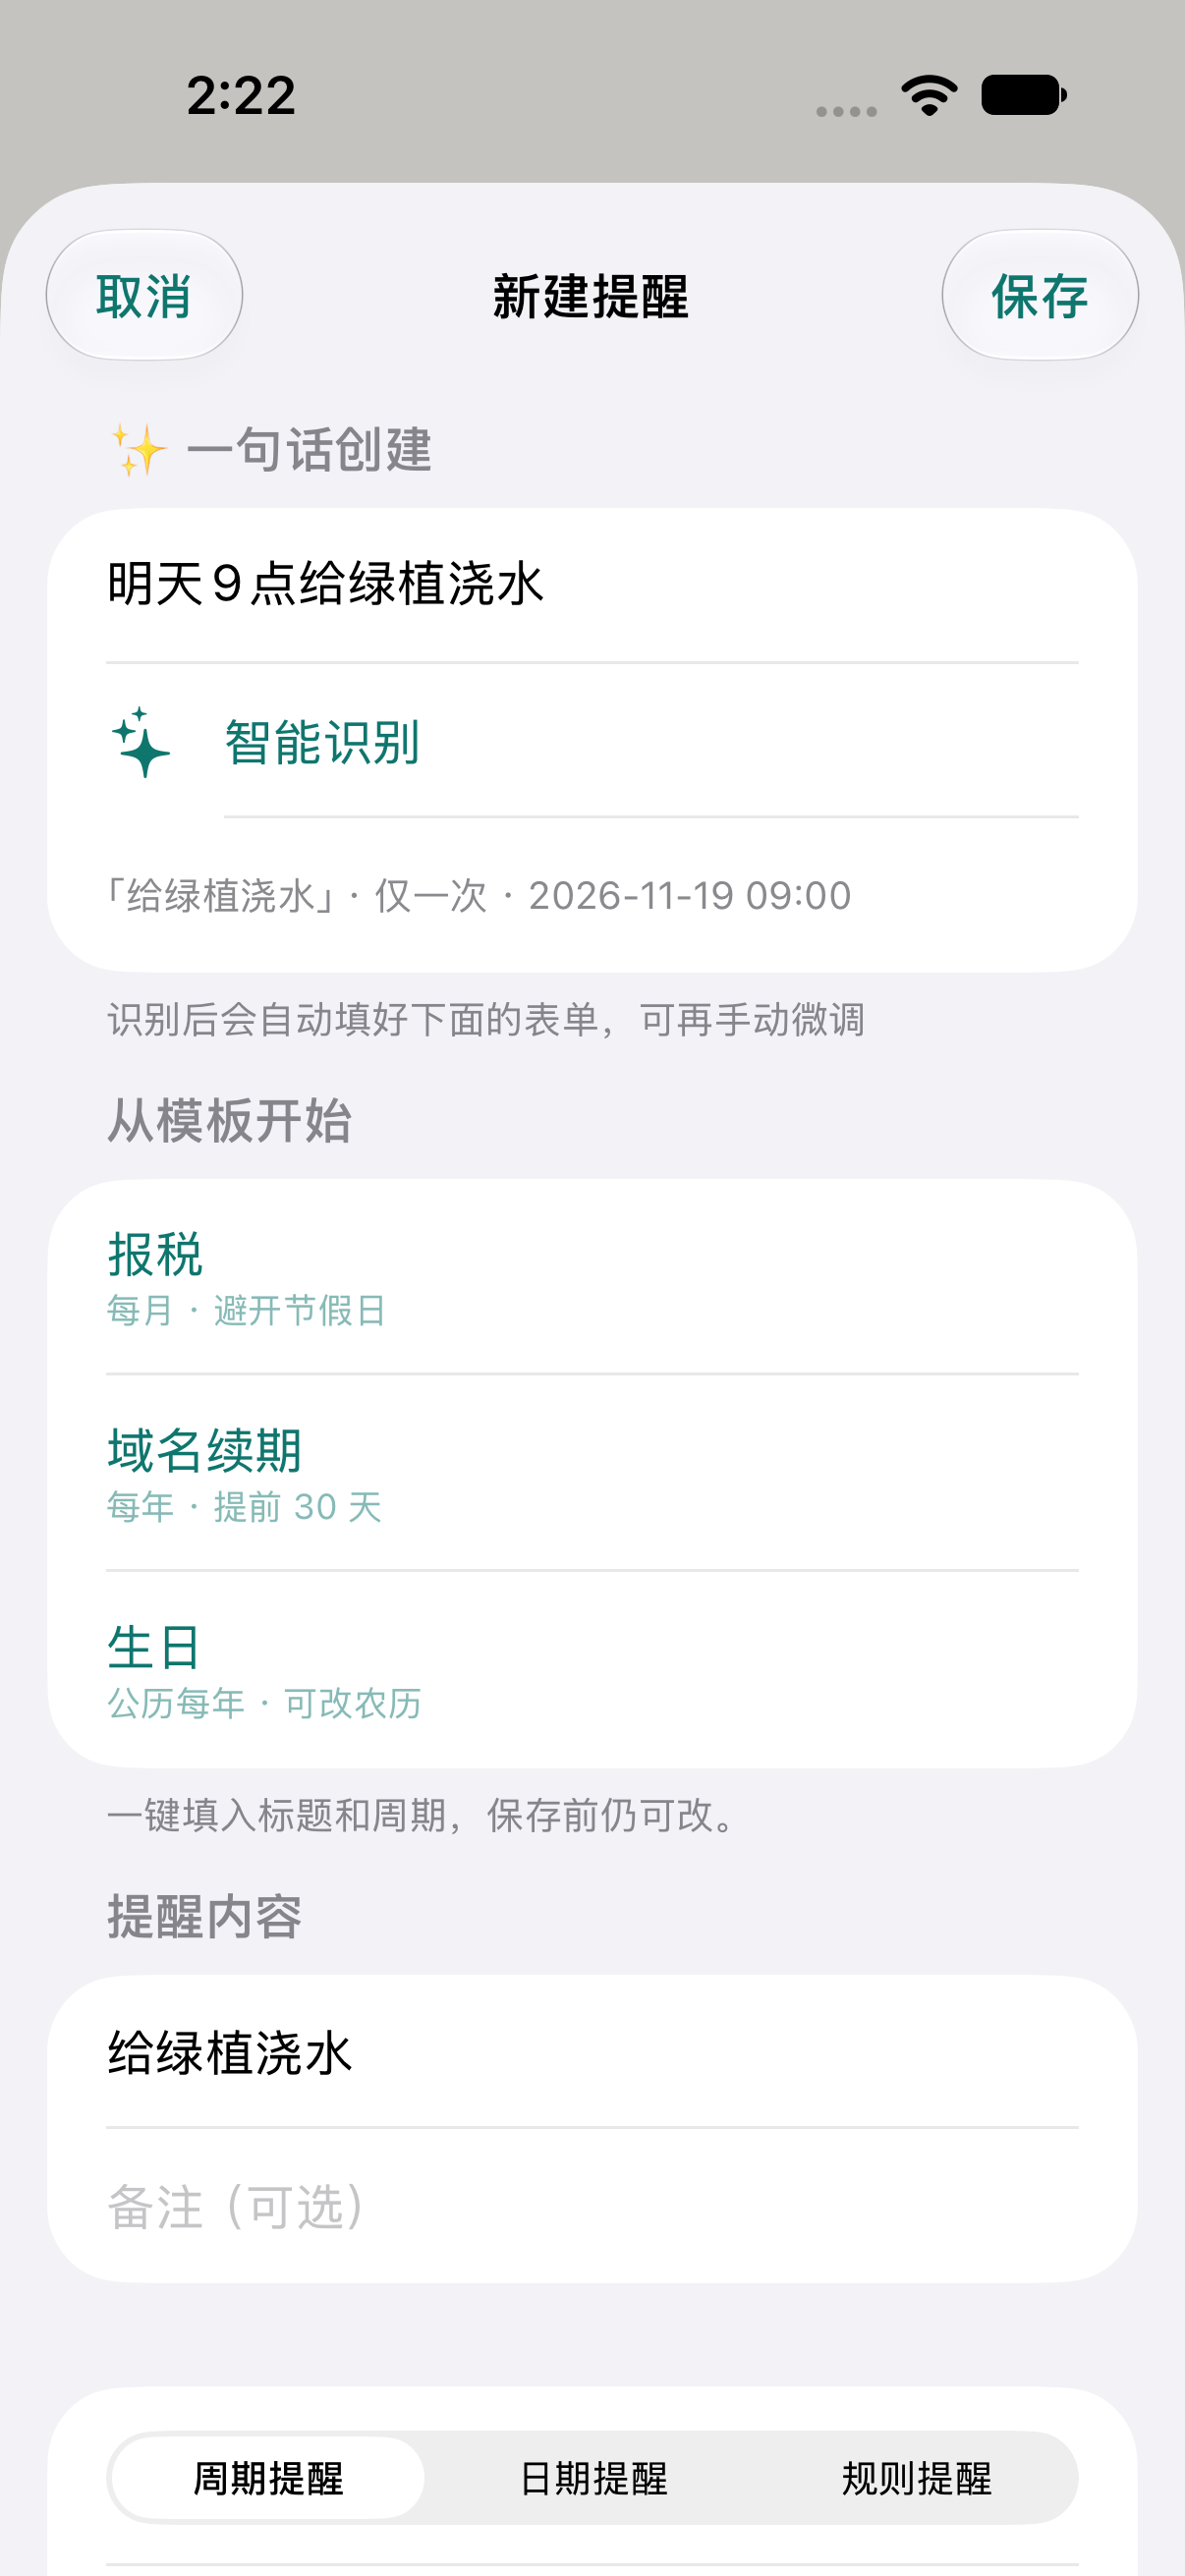 2:22
取消
新建提醒
保存
✨ 一句话创建
明天9点给绿植浇水
智能识别
「给绿植浇水」· 仅一次 · 2026-11-19 09:00
识别后会自动填好下面的表单，可再手动微调
从模板开始
报税
每月 · 避开节假日
域名续期
每年 · 提前 30 天
生日
公历每年 · 可改农历
一键填入标题和周期，保存前仍可改。
提醒内容
给绿植浇水
备注（可选）
周期提醒
日期提醒
规则提醒